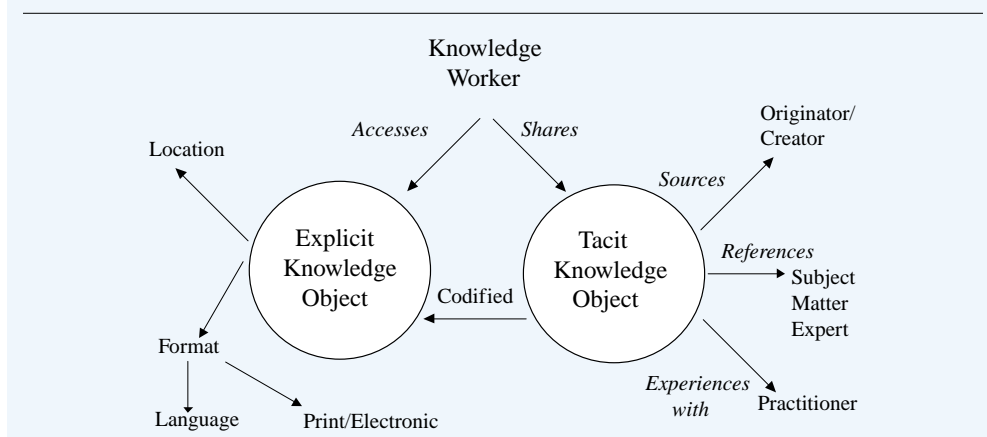 Knowledge
Worker
Accesses
Shares
Originator/
Creator
Location
Sources
Explicit
Knowledge
Object
Tacit
Knowledge
Object
References
Subject
Matter
Expert
Codified
Format
Experiences
with
Practitioner
Language
Print/Electronic